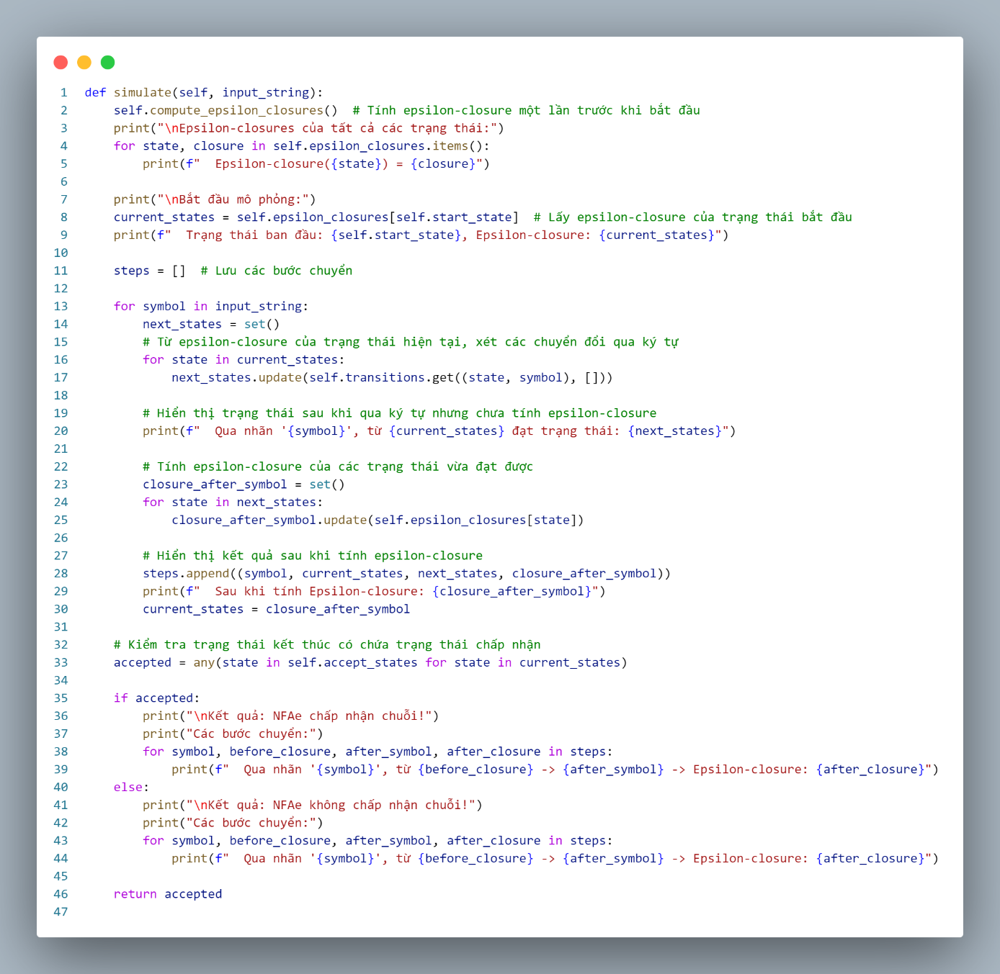 1 def simulate(self, input_string):
2     self.compute_epsilon_closures()  # Tính epsilon-closure một lần trước khi bắt đầu
3     print("\nEpsilon-closures của tất cả các trạng thái:")
4     for state, closure in self.epsilon_closures.items():
5         print(f"  Epsilon-closure({state}) = {closure}")
6
7     print("\nBắt đầu mô phỏng:")
8     current_states = self.epsilon_closures[self.start_state]  # Lấy epsilon-closure của trạng thái bắt đầu
9     print(f"  Trạng thái ban đầu: {self.start_state}, Epsilon-closure: {current_states}")
10
11     steps = []  # Lưu các bước chuyển
12
13     for symbol in input_string:
14         next_states = set()
15         # Từ epsilon-closure của trạng thái hiện tại, xét các chuyển đổi qua ký tự
16         for state in current_states:
17             next_states.update(self.transitions.get((state, symbol), []))
18
19         # Hiển thị trạng thái sau khi qua ký tự nhưng chưa tính epsilon-closure
20         print(f"  Qua nhãn '{symbol}', từ {current_states} đạt trạng thái: {next_states}")
21
22         # Tính epsilon-closure của các trạng thái vừa đạt được
23         closure_after_symbol = set()
24         for state in next_states:
25             closure_after_symbol.update(self.epsilon_closures[state])
26
27         # Hiển thị kết quả sau khi tính epsilon-closure
28         steps.append((symbol, current_states, next_states, closure_after_symbol))
29         print(f"  Sau khi tính Epsilon-closure: {closure_after_symbol}")
30         current_states = closure_after_symbol
31
32     # Kiểm tra trạng thái kết thúc có chứa trạng thái chấp nhận
33     accepted = any(state in self.accept_states for state in current_states)
34
35     if accepted:
36         print("\nKết quả: NFAe chấp nhận chuỗi!")
37         print("Các bước chuyển:")
38         for symbol, before_closure, after_symbol, after_closure in steps:
39             print(f"  Qua nhãn '{symbol}', từ {before_closure} -> {after_symbol} -> Epsilon-closure: {after_closure}")
40     else:
41         print("\nKết quả: NFAe không chấp nhận chuỗi!")
42         print("Các bước chuyển:")
43         for symbol, before_closure, after_symbol, after_closure in steps:
44             print(f"  Qua nhãn '{symbol}', từ {before_closure} -> {after_symbol} -> Epsilon-closure: {after_closure}")
45
46     return accepted
47